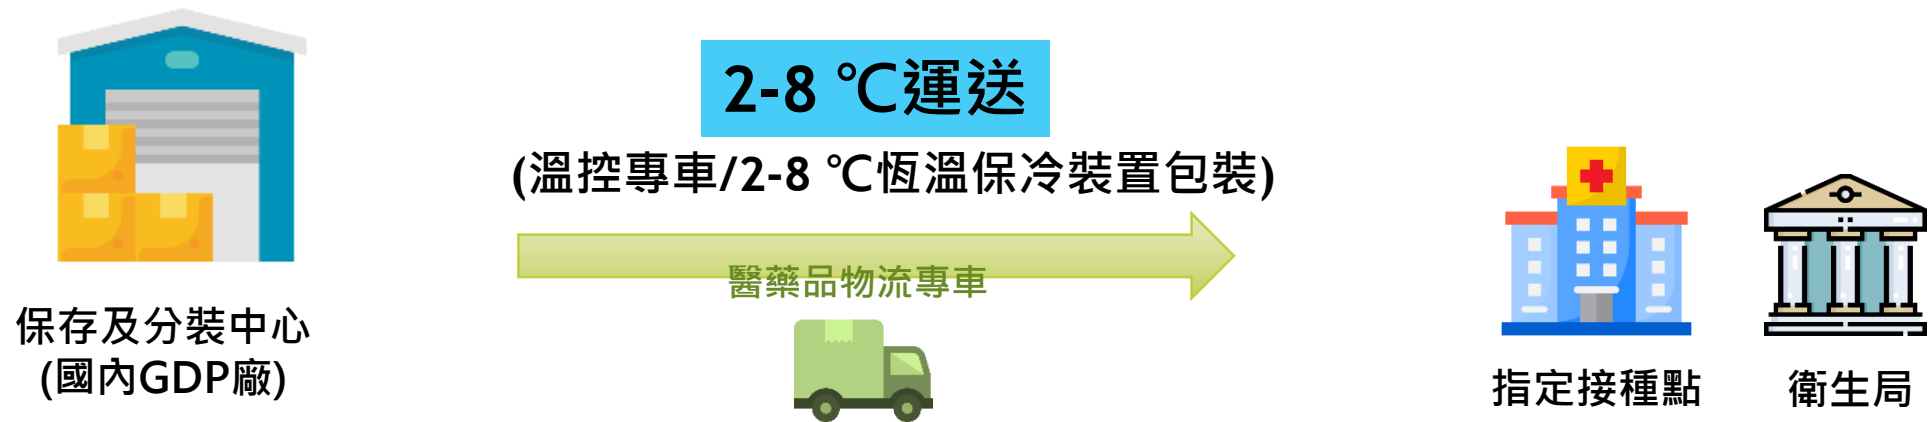 2-8 ℃運送
(溫控專車/2-8 ℃恆溫保冷裝置包裝)
醫藥品物流專車
保存及分裝中心
(國內GDP廠)
指定接種點
衛生局